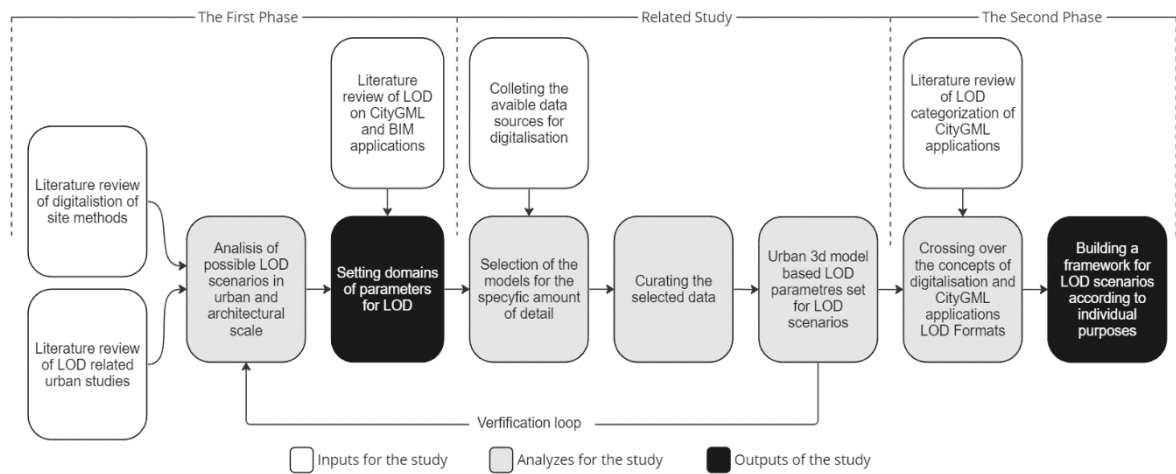 The First Phase
Related Study
The Second Phase
Literature
review of LOD
on CityGML
and BIM
applications
Colleting the
avaible data
sources for
digitalisation
Literature
review
of LOD
categorization of
CityGML
applications
Literature review
of digitalistion of
site methods
Literature review
of LOD related
urban studies
Analisis of
possible LOD
scenarios in
urban and
architectural
scale
Setting domains
of parameters
for LOD
Selection of the
models for the
specyfic amount
of detail
Curating the
selected data
Urban 3d model
based LOD
parametres set
for LOD
scenarios
Crossing over
the concepts of
digitalisation and
CityGML
applications
LOD Formats
Building a
framework for
LOD scenarios
according to
individual
purposes
Verfification loop
Inputs for the study
Analyzes for the study
Outputs of the study